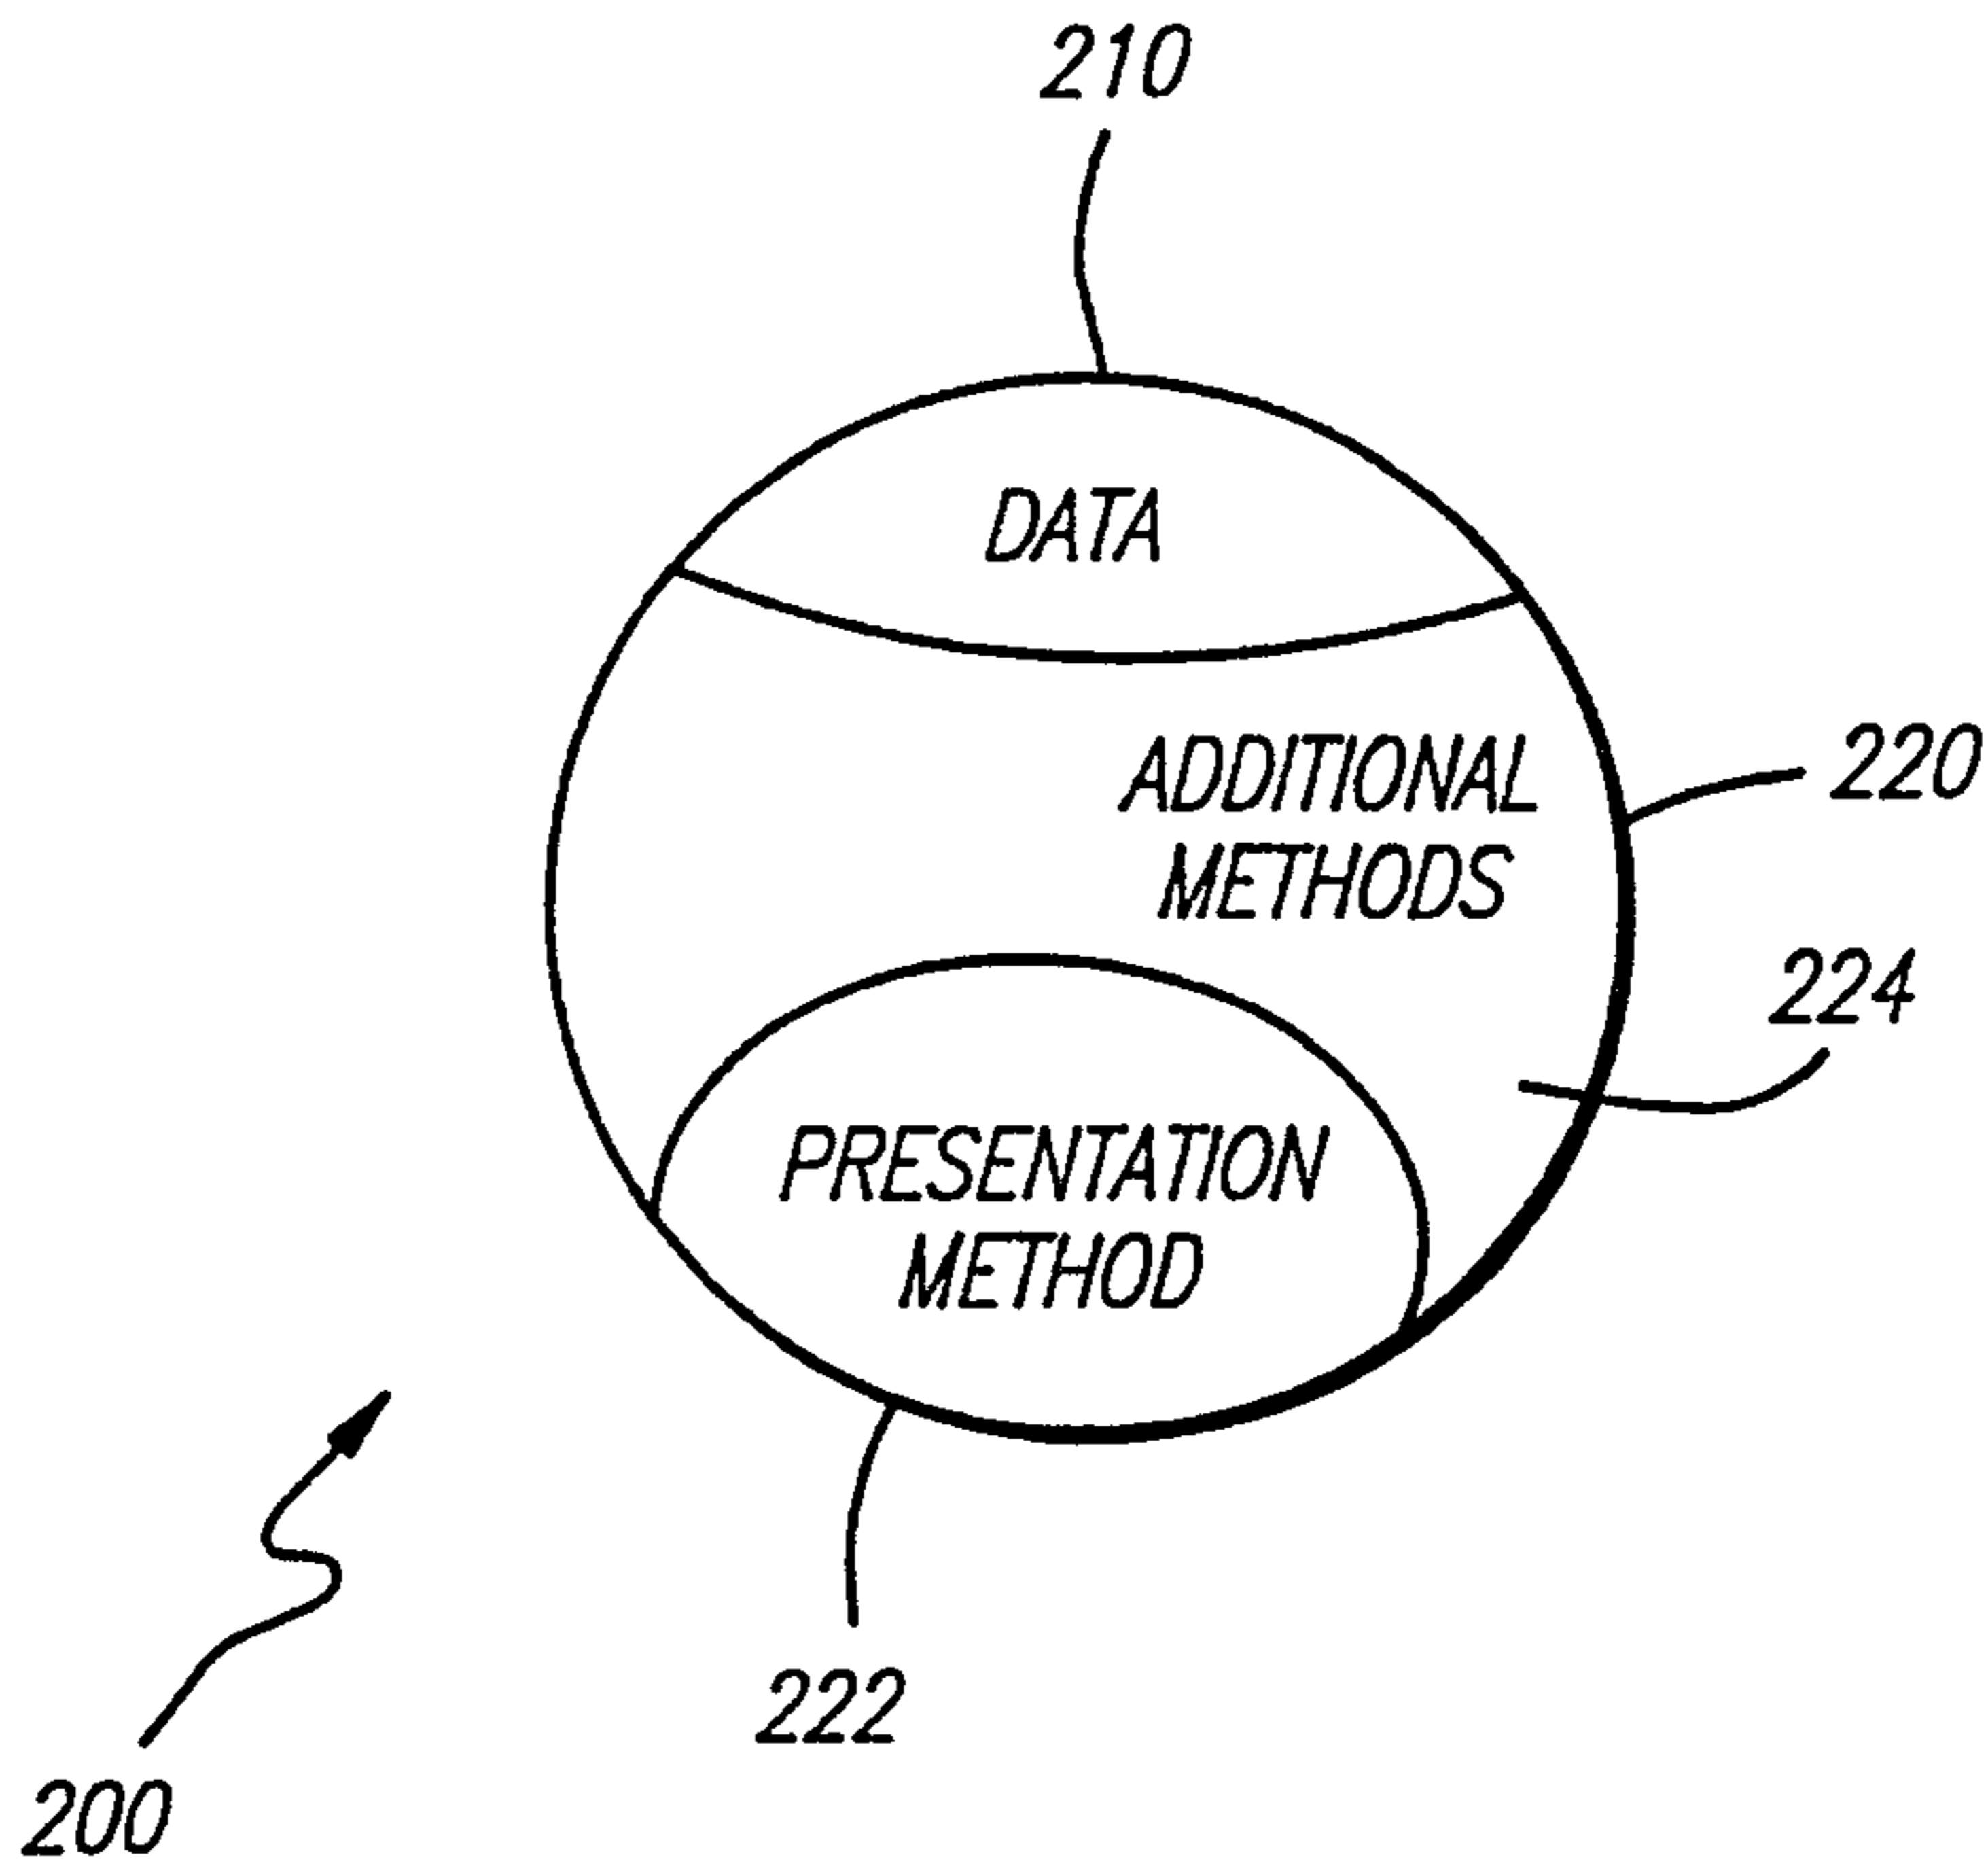 210
DATA
ADDITIONAL
METHODS
220
224
PRESENTATION
METHOD
222
200